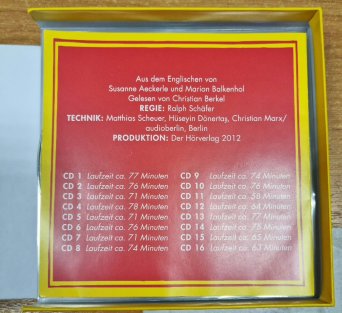 Aus dem Englischen von
Susanne Aeckerle und Marion Balkenhol
Gelesen von Christian Berkel
REGIE: Ralph Schäfer
TECHNIK: Matthias Scheuer, Hüseyin Dönertaş, Christian Marx/
audioberlin, Berlin
PRODUKTION: Der Hörverlag 2012
CD 1 Laufzeit ca. 77 Minuten
CD 2 Laufzeit ca. 76 Minuten
CD 3 Laufzeit ca. 71 Minuten
CD 4 Laufzeit ca. 78 Minuten
CD 5 Laufzeit ca. 71 Minuten
CD 6 Laufzeit ca. 76 Minuten
CD 7 Laufzeit ca. 71 Minuten
CD 8 Laufzeit ca. 74 Minuten
CD 9 Laufzeit ca. 74 Minuten
CD 10 Laufzeit ca. 76 Minuten
CD 11 Laufzeit ca. Minuten
CD 12 Laufzeit ca. 64 Minuten
CD 13 Laufzeit ca. 77 Minuten
CD 14 Laufzeit ca. Minuten
CD 15 Laufzeit ca. 65 Minuten
CD 16 Laufzeit ca. 63 Minuten